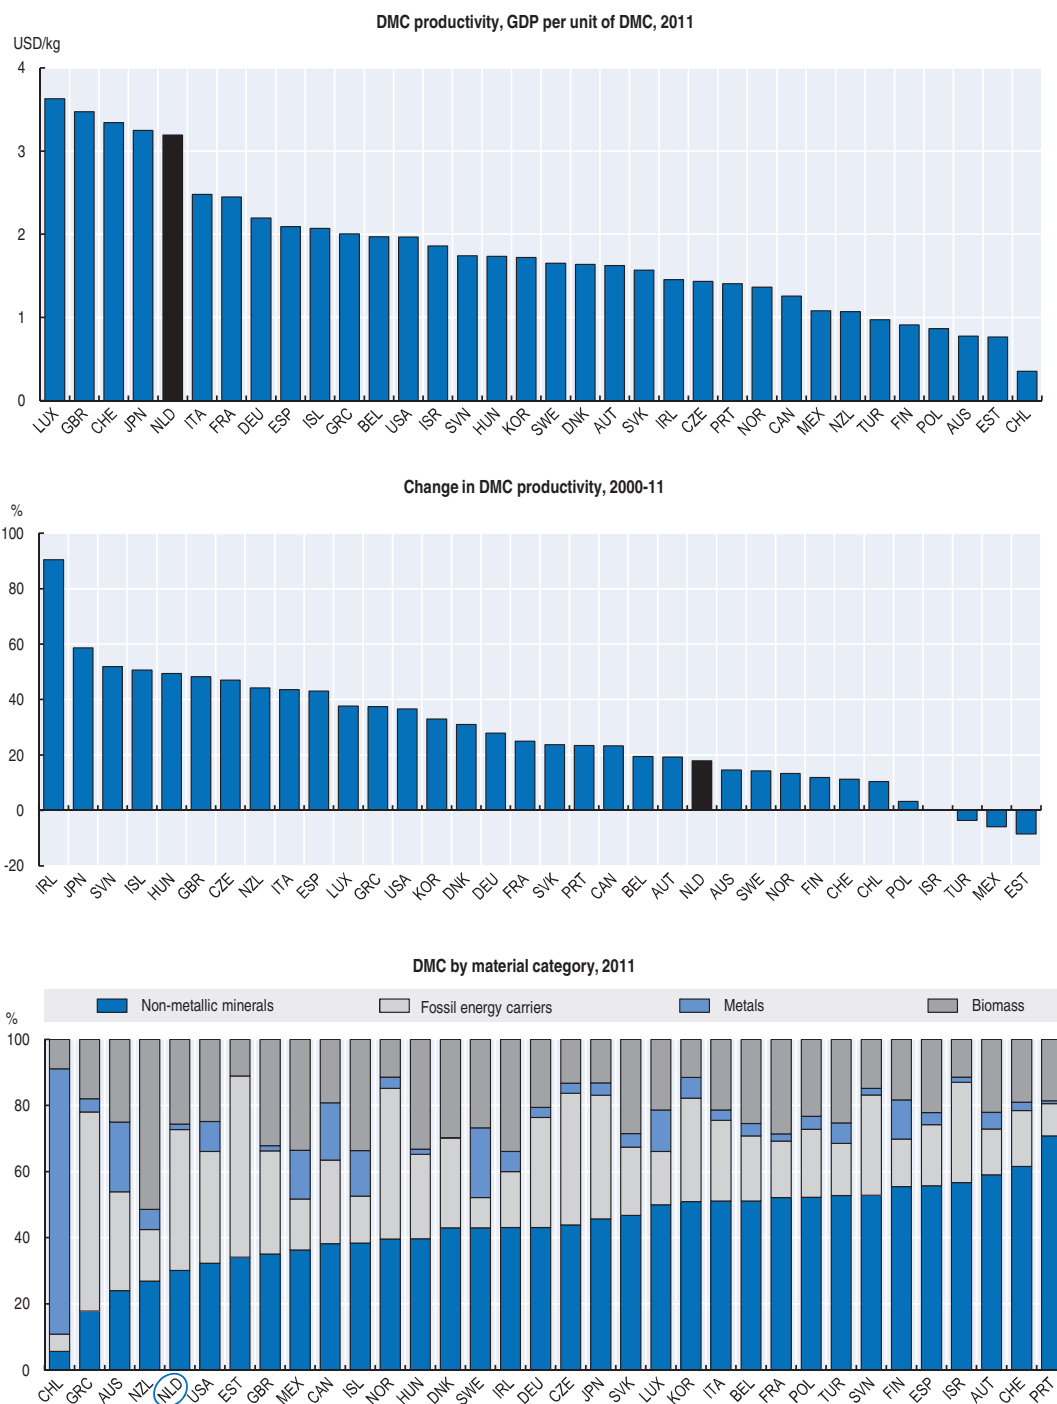 DMC productivity, GDP per unit of DMC, 2011
USD/kg
4
3
2
1
0
LUX GBR CHE JPN NLD ITA FRA DEU ESP ISL GRC BEL USA ISR SVN HUN KOR SWE DNK AUT SVK IRL CZE PRT NOR CAN MEX NZL TUR FIN POL AUS EST CHL
Change in DMC productivity, 2000-11
%
100
80
60
40
20
0
-20
IRL JPN SVN ISL HUN GBR CZE NZL ITA ESP LUX GRC USA KOR DNK DEU FRA SVK PRT CAN BEL AUT NLD AUS SWE NOR FIN CHE CHL POL ISR TUR MEX EST
DMC by material category, 2011
Non-metallic minerals Fossil energy carriers Metals Biomass
%
100
80
60
40
20
0
CHL GRC AUS NZL NLD USA EST GBR MEX CAN ISL NOR HUN DNK SWE IRL DEU CZE JPN SVK LUX KOR ITA BEL FRA POL TUR SVN FIN ESP ISR AUT CHE PRT